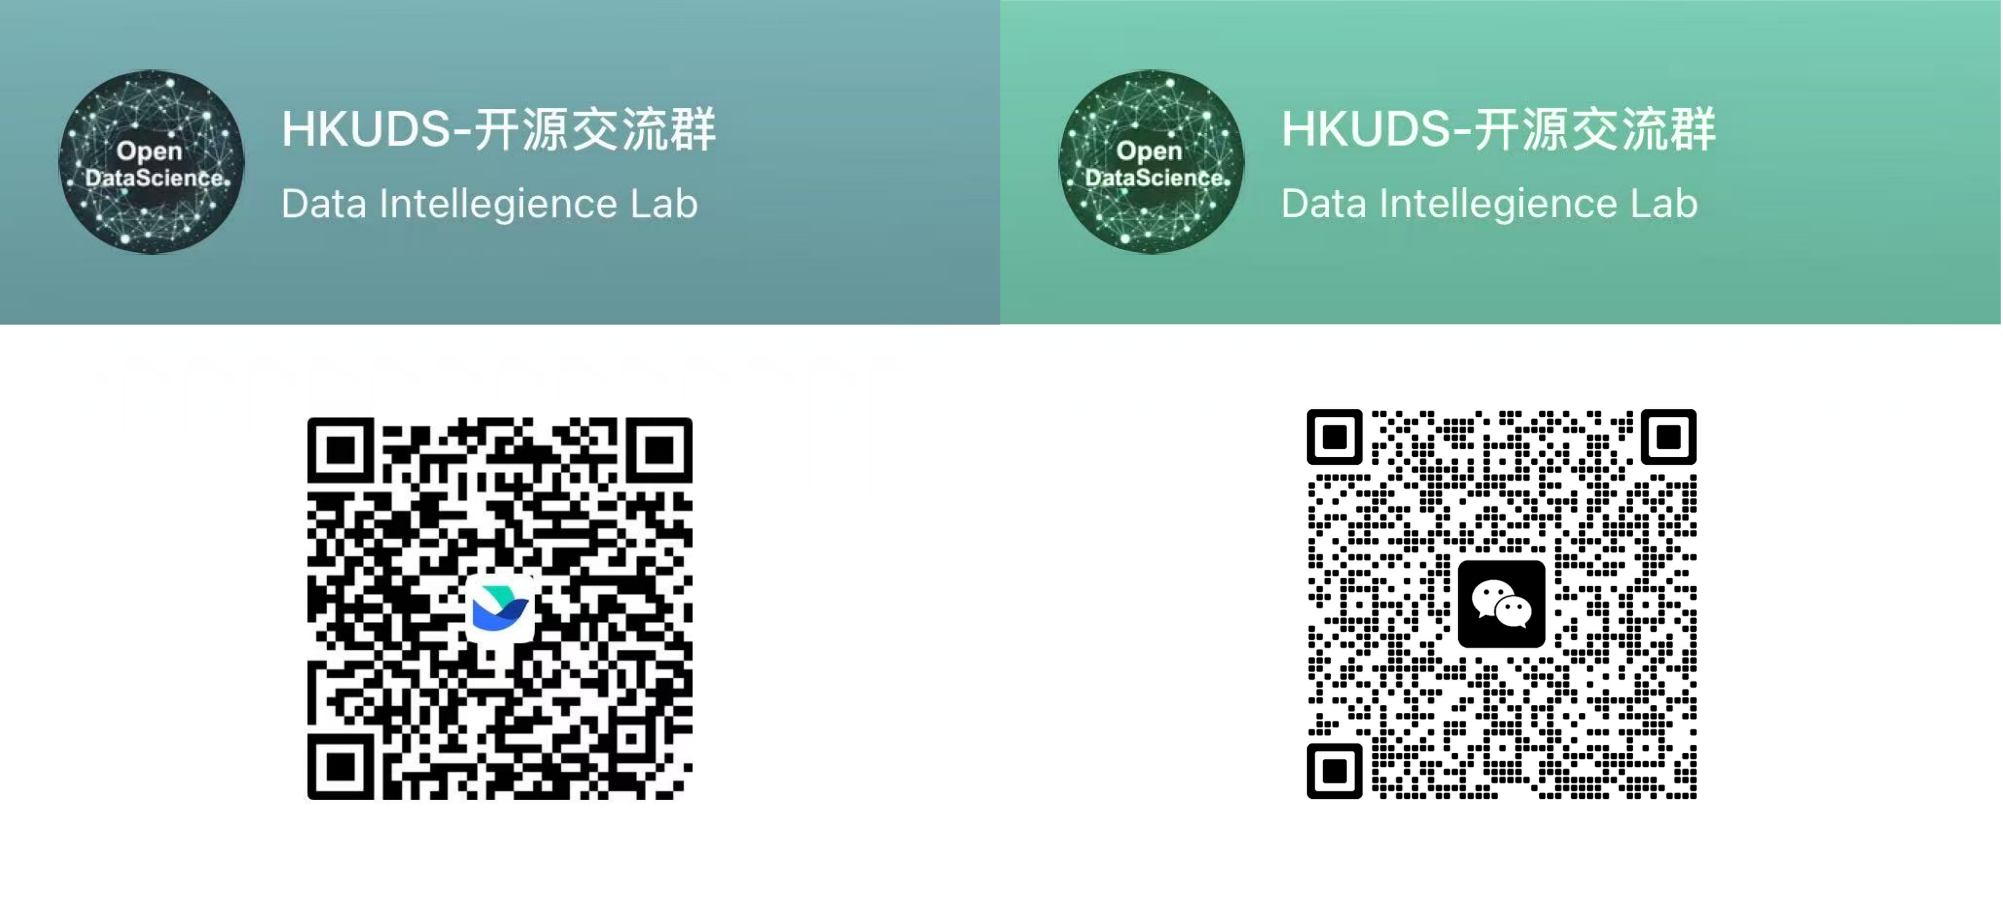 Open
DataScience
HKUDS-开源交流群
Data Intellegience Lab
Open
DataScience
HKUDS-开源交流群
Data Intellegience Lab